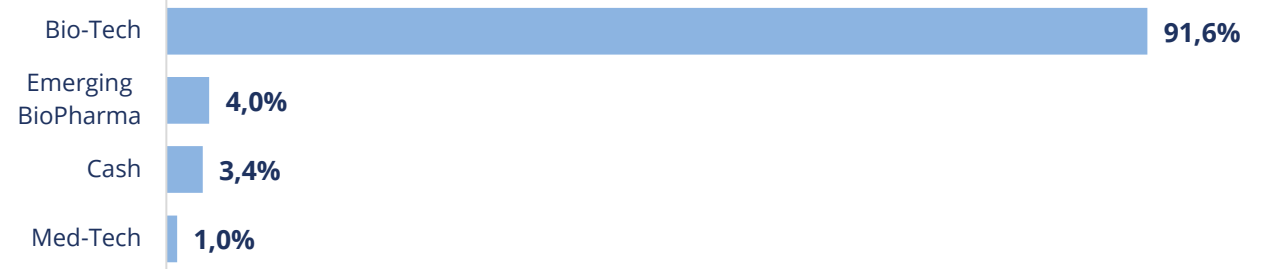 Bio-Tech
91,6%
Emerging
BioPharma
4,0%
Cash
3,4%
Med-Tech
1,0%